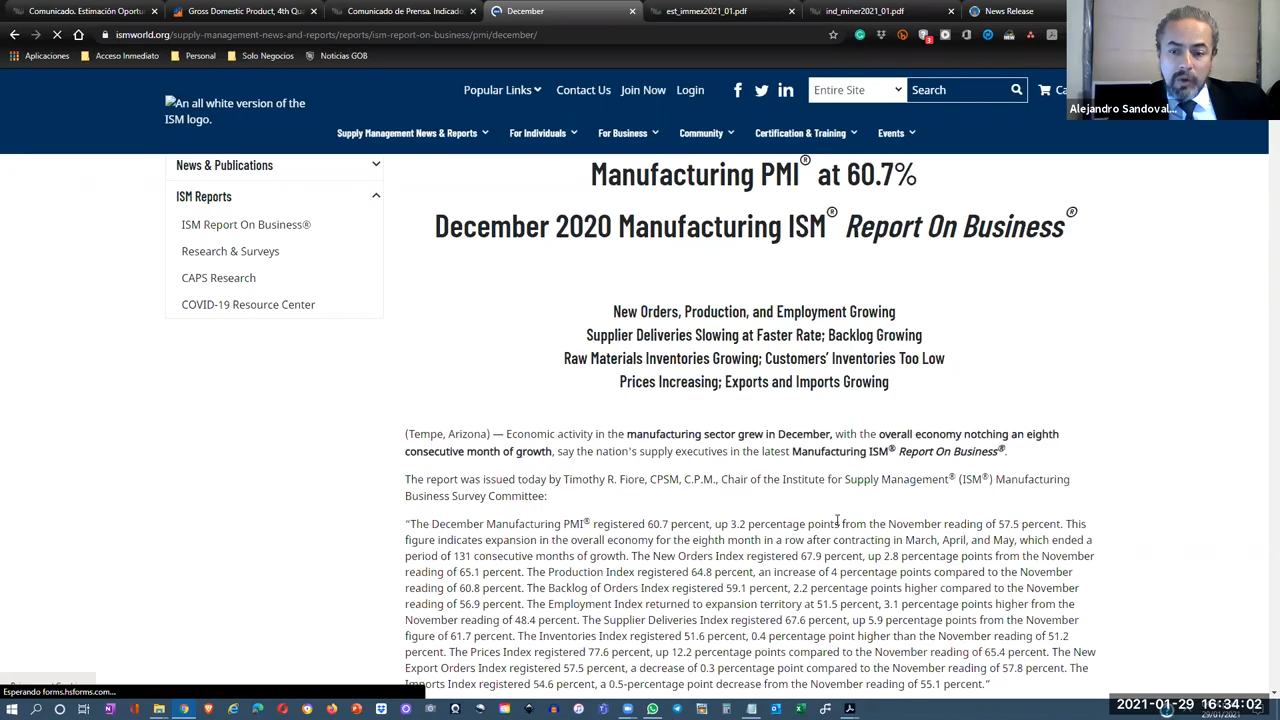 Comunicado. Estimación Oportu
Gross Domestic Product, 4th Qua
Comunicado de Prensa. Indicado
December
est_immex2021_01.pdf
ind_miner2021_01.pdf
News Release
ismworld.org/supply-management-news-and-reports/reports/ism-report-on-business/pmi/december/
Aplicaciones Acceso Inmediato Personal Solo Negocios Noticias GOB
Alejandro Sandoval...
An all white version of the
ISM logo.
Popular Links Contact Us Join Now Login
Entire Site Search
Supply Management News & Reports For Individuals For Business Community Certification & Training Events
News & Publications
ISM Reports
ISM Report On Business®
Research & Surveys
CAPS Research
COVID-19 Resource Center
Manufacturing PMI® at 60.7%
December 2020 Manufacturing ISM® Report On Business®
New Orders, Production, and Employment Growing
Supplier Deliveries Slowing at Faster Rate; Backlog Growing
Raw Materials Inventories Growing; Customers’ Inventories Too Low
Prices Increasing; Exports and Imports Growing
(Tempe, Arizona) — Economic activity in the manufacturing sector grew in December, with the overall economy notching an eighth
consecutive month of growth, say the nation's supply executives in the latest Manufacturing ISM® Report On Business®.
The report was issued today by Timothy R. Fiore, CPSM, C.P.M., Chair of the Institute for Supply Management® (ISM®) Manufacturing
Business Survey Committee:
“The December Manufacturing PMI® registered 60.7 percent, up 3.2 percentage points from the November reading of 57.5 percent. This
figure indicates expansion in the overall economy for the eighth month in a row after contracting in March, April, and May, which ended a
period of 131 consecutive months of growth. The New Orders Index registered 67.9 percent, up 2.8 percentage points from the November
reading of 65.1 percent. The Production Index registered 64.8 percent, an increase of 4 percentage points compared to the November
reading of 60.8 percent. The Backlog of Orders Index registered 59.1 percent, 2.2 percentage points higher compared to the November
reading of 56.9 percent. The Employment Index returned to expansion territory at 51.5 percent, 3.1 percentage points higher from the
November reading of 48.4 percent. The Supplier Deliveries Index registered 67.6 percent, up 5.9 percentage points from the November
figure of 61.7 percent. The Inventories Index registered 51.6 percent, 0.4 percentage point higher than the November reading of 51.2
percent. The Prices Index registered 77.6 percent, up 12.2 percentage points compared to the November reading of 65.4 percent. The New
Export Orders Index registered 57.5 percent, a decrease of 0.3 percentage point compared to the November reading of 57.8 percent. The
Imports Index registered 54.6 percent, a 0.5-percentage point decrease from the November reading of 55.1 percent.”
Esperando forms.hsforms.com...
2021-01-29 16:34:02
29/01/2021